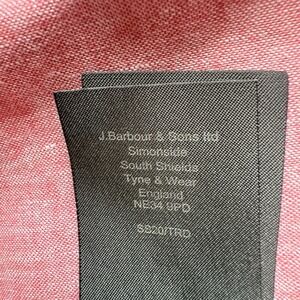 J.Barbour & Sons ltd
Simonside
South Shields
Tyne & Wear
England
NE34 9PD
SS20/TRD